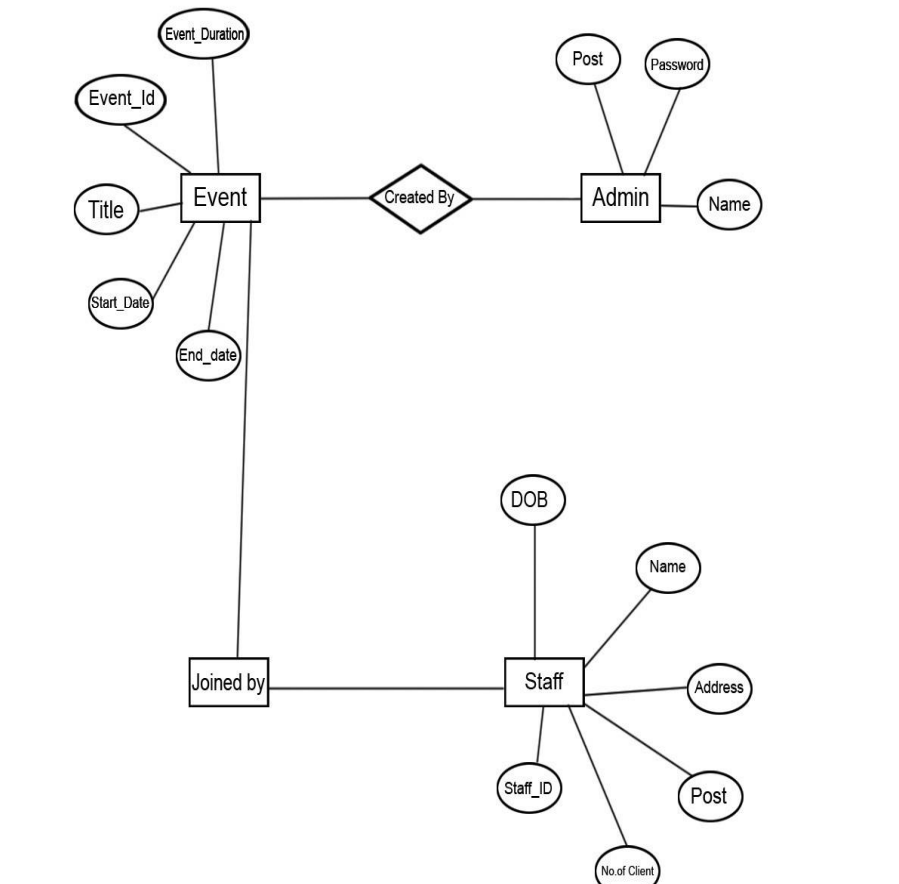 Event_Duration
Post
Password
Event_Id
Event
Created By
Admin
Name
Title
Start_Date
End_date
DOB
Name
Joined by
Staff
Address
Staff_ID
Post
No.of Client